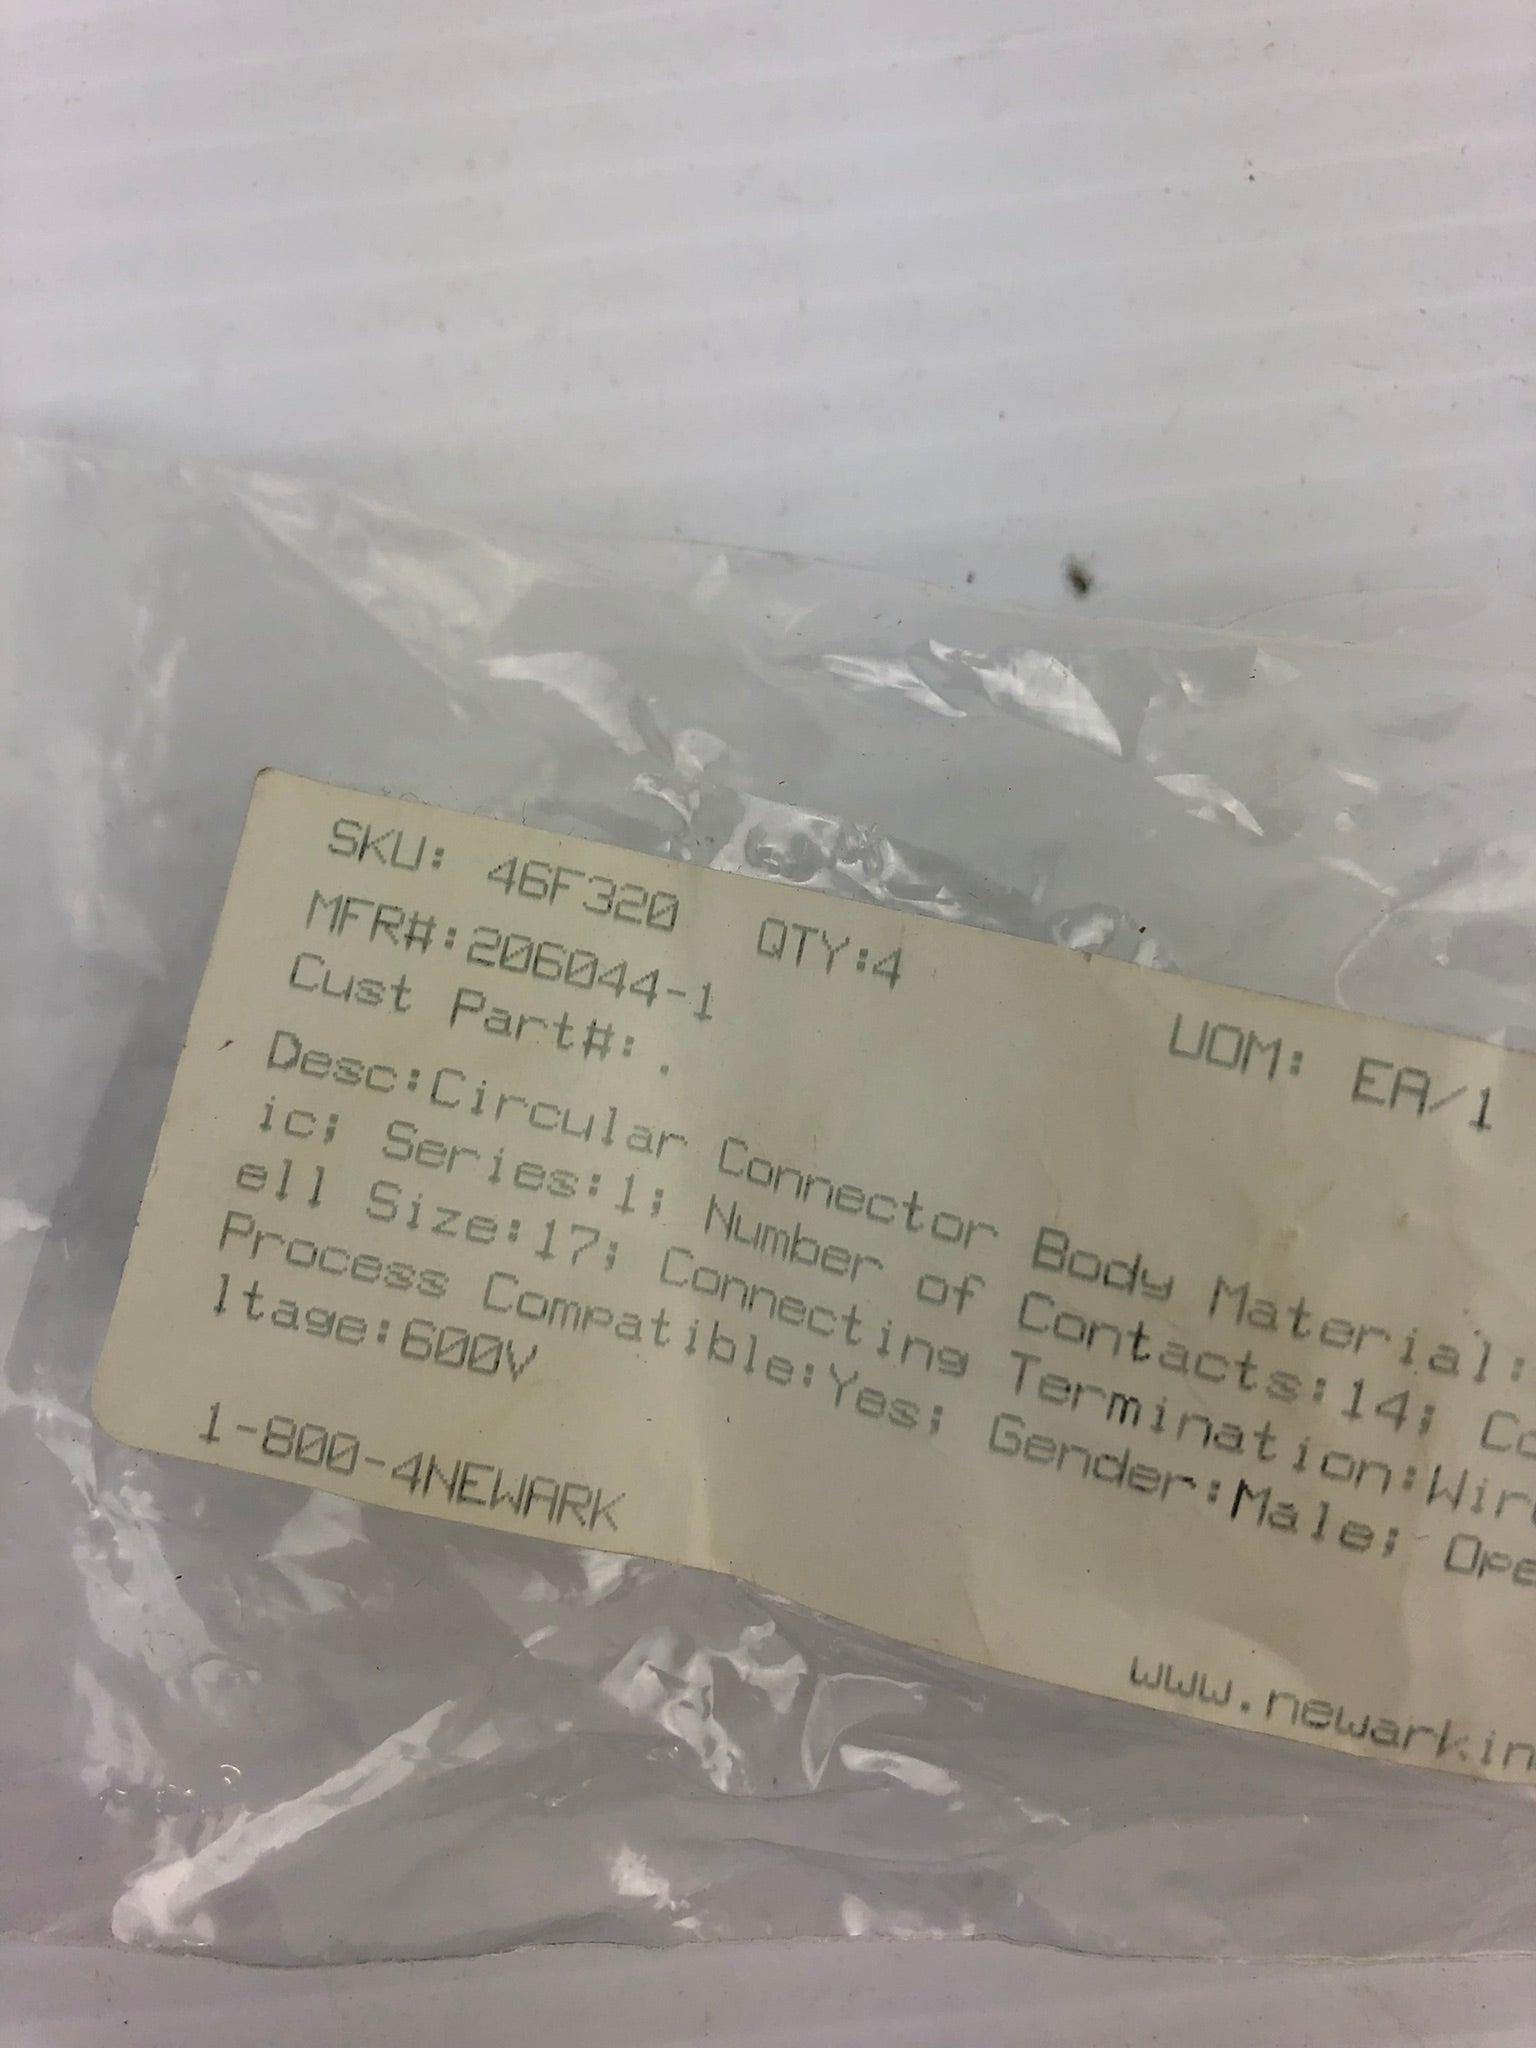 SKU: 46F320 QTY:4 UOM: EA/1
MFR#:206044-1
Cust Part#: .
Desc:Circular Connector Body Material:
ic; Series:1; Number of Contacts:14; Co
ell Size:17; Connecting Termination:Wir
Process Compatible:Yes; Gender:Male; Ope
ltage:600V
1-800-4NEWARK www.newarkin